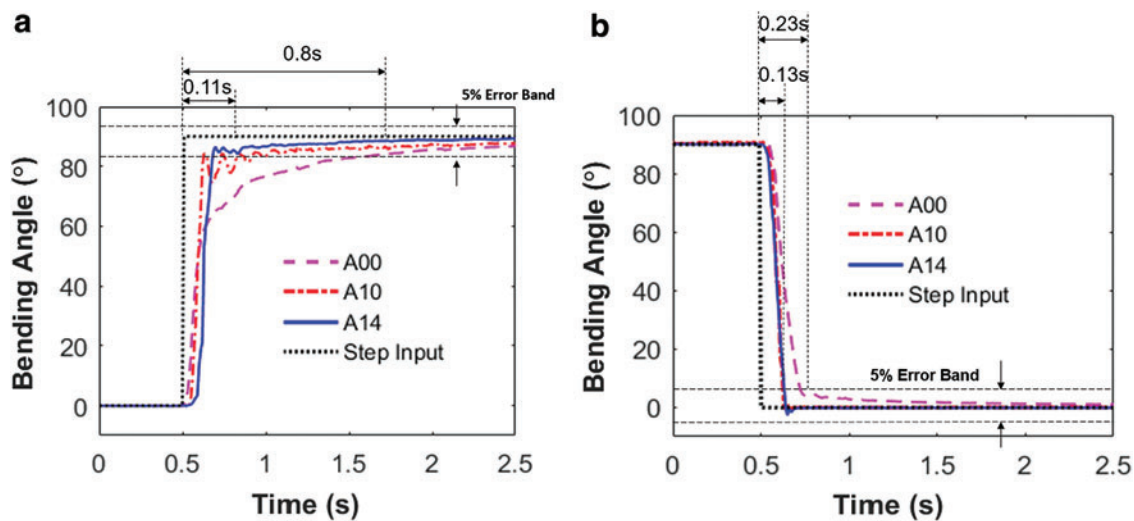 a
0.8s
0.11s
5% Error Band
100
80
60
40
20
0
Bending Angle (°)
A00
A10
A14
Step Input
0 0.5 1 1.5 2 2.5
Time (s)
b
0.23s
0.13s
100
80
60
40
20
0
Bending Angle (°)
A00
A10
A14
Step Input
5% Error Band
0 0.5 1 1.5 2 2.5
Time (s)